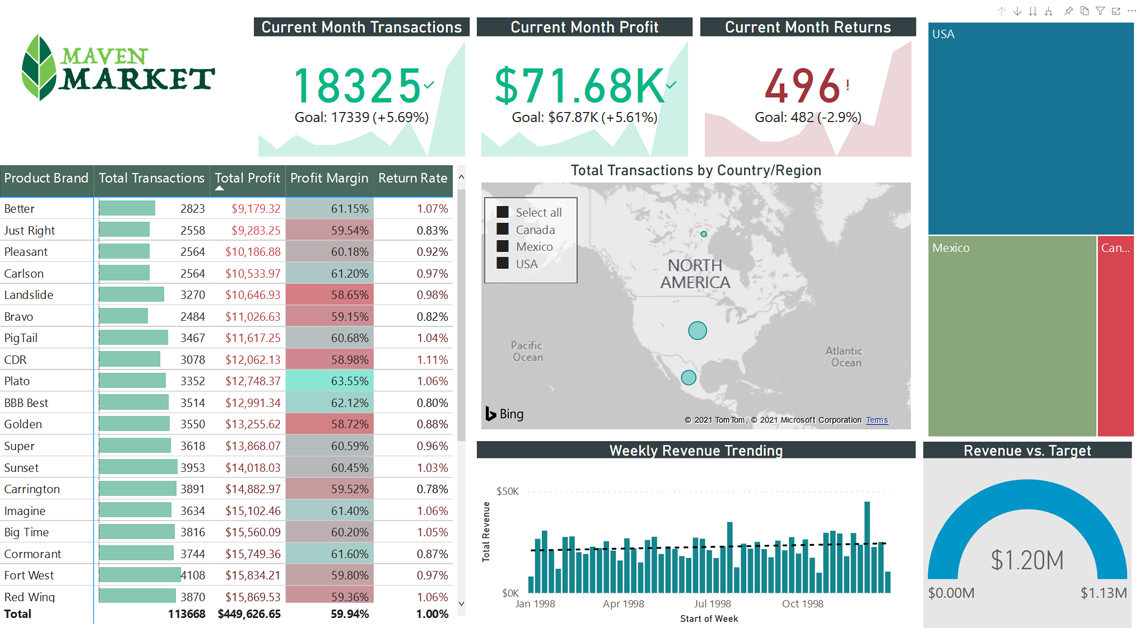 MAVEN
MARKET
Current Month Transactions
18325
Goal: 17339 (+5.69%)
Current Month Profit
$71.68K
Goal: $67.87K (+5.61%)
Current Month Returns
496!
Goal: 482 (-2.9%)
Product Brand Total Transactions Total Profit Profit Margin Return Rate
Better 2823 $9,179.32 61.15% 1.07%
Just Right 2558 $9,283.25 59.54% 0.83%
Pleasant 2564 $10,186.88 60.18% 0.92%
Carlson 2564 $10,533.97 61.20% 0.97%
Landslide 3270 $10,646.93 58.65% 0.98%
Bravo 2484 $11,026.63 59.15% 0.82%
PigTail 3467 $11,617.25 60.68% 1.04%
CDR 3078 $12,062.13 58.98% 1.11%
Plato 3352 $12,748.37 63.55% 1.06%
BBB Best 3514 $12,991.34 62.12% 0.80%
Golden 3550 $13,255.62 58.72% 0.88%
Super 3618 $13,868.07 60.59% 0.96%
Sunset 3953 $14,018.03 60.45% 1.03%
Carrington 3891 $14,882.97 59.52% 0.78%
Imagine 3634 $15,102.46 61.40% 1.06%
Big Time 3816 $15,560.09 60.20% 1.05%
Cormorant 3744 $15,749.36 61.60% 0.87%
Fort West 4108 $15,834.21 59.80% 0.97%
Red Wing 3870 $15,869.53 59.36% 1.06%
Total 113668 $449,626.65 59.94% 1.00%
Total Transactions by Country/Region
Select all
Canada
Mexico
USA
NORTH
AMERICA
Pacific
Ocean
Atlantic
Ocean
Bing
© 2021 TomTom, © 2021 Microsoft Corporation Terms
USA
Mexico
Can...
Weekly Revenue Trending
Total Revenue
$50K
$0K
Jan 1998 Apr 1998 Jul 1998 Oct 1998
Start of Week
Revenue vs. Target
$1.20M
$0.00M $1.13M